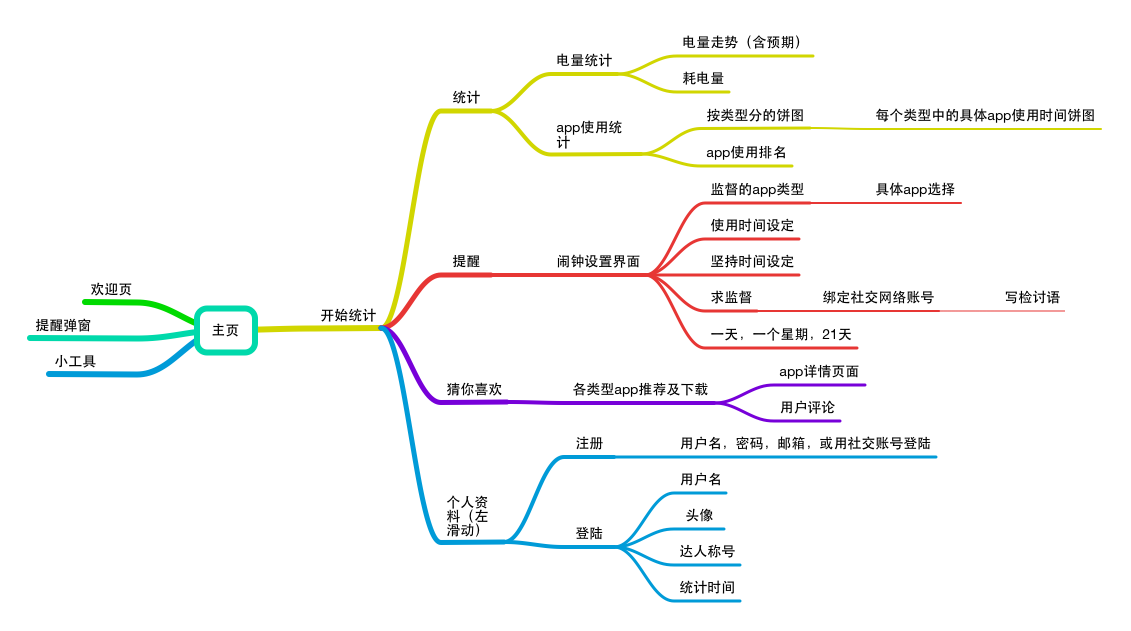 主页
欢迎页
提醒弹窗
小工具
开始统计
统计
电量统计
电量走势（含预期）
耗电量
app使用统
计
按类型分的饼图
每个类型中的具体app使用时间饼图
app使用排名
提醒
闹钟设置界面
监督的app类型
具体app选择
使用时间设定
坚持时间设定
求监督
绑定社交网络账号
写检讨语
一天，一个星期，21天
猜你喜欢
各类型app推荐及下载
app详情页面
用户评论
个人资
料（左
滑动）
注册
用户名，密码，邮箱，或用社交账号登陆
登陆
用户名
头像
达人称号
统计时间